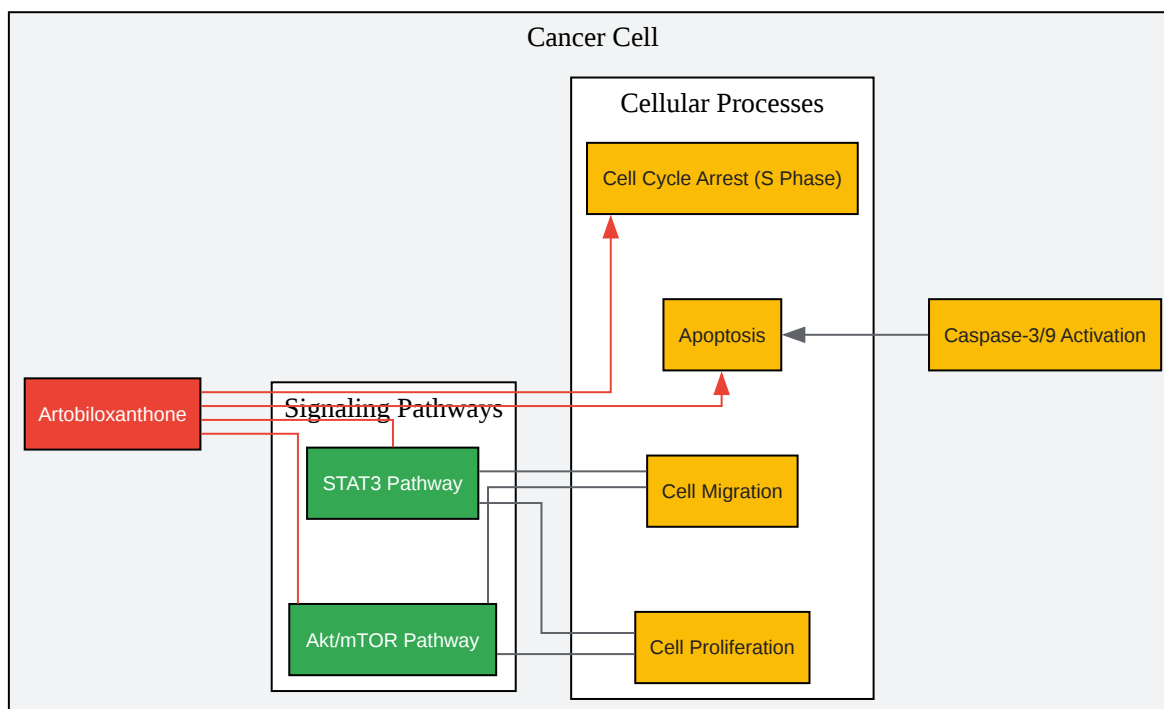 Cancer Cell
Cellular Processes
Cell Cycle Arrest (S Phase)
Apoptosis
Caspase-3/9 Activation
Artobiloxanthone
Signaling Pathways
STAT3 Pathway
Cell Migration
Akt/mTOR Pathway
Cell Proliferation